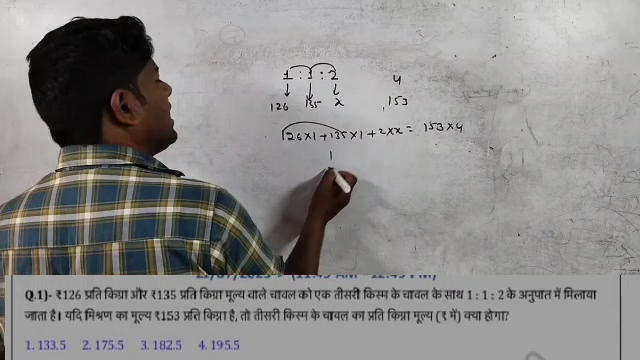 1 : 1 : 2 4
126 135 x 153
126×1 + 135×1 + 2×x = 153×4
1
Q.1)- ₹126 प्रति किग्रा और ₹135 प्रति किग्रा मूल्य वाले चावल को एक तीसरी किस्म के चावल के साथ 1 : 1 : 2 के अनुपात में मिलाया
जाता है। यदि मिश्रण का मूल्य ₹153 प्रति किग्रा है, तो तीसरी किस्म के चावल का प्रति किग्रा मूल्य (₹ में) क्या होगा?
1. 133.5 2. 175.5 3. 182.5 4. 195.5